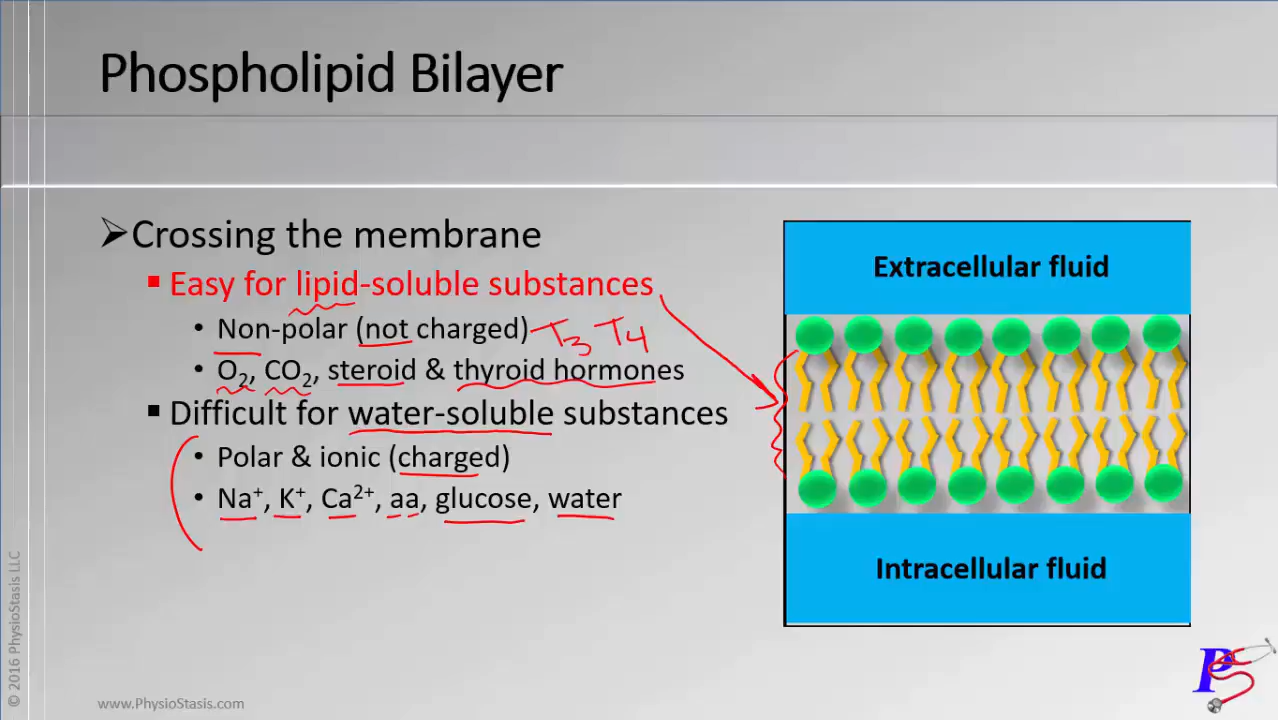 Phospholipid Bilayer
➢Crossing the membrane
▪ Easy for lipid-soluble substances
• Non-polar (not charged) T₃ T₄
• O₂, CO₂, steroid & thyroid hormones
▪ Difficult for water-soluble substances
• Polar & ionic (charged)
• Na⁺, K⁺, Ca²⁺, aa, glucose, water
Extracellular fluid
Intracellular fluid
© 2016 PhysioStasis LLC
www.PhysioStasis.com
PS